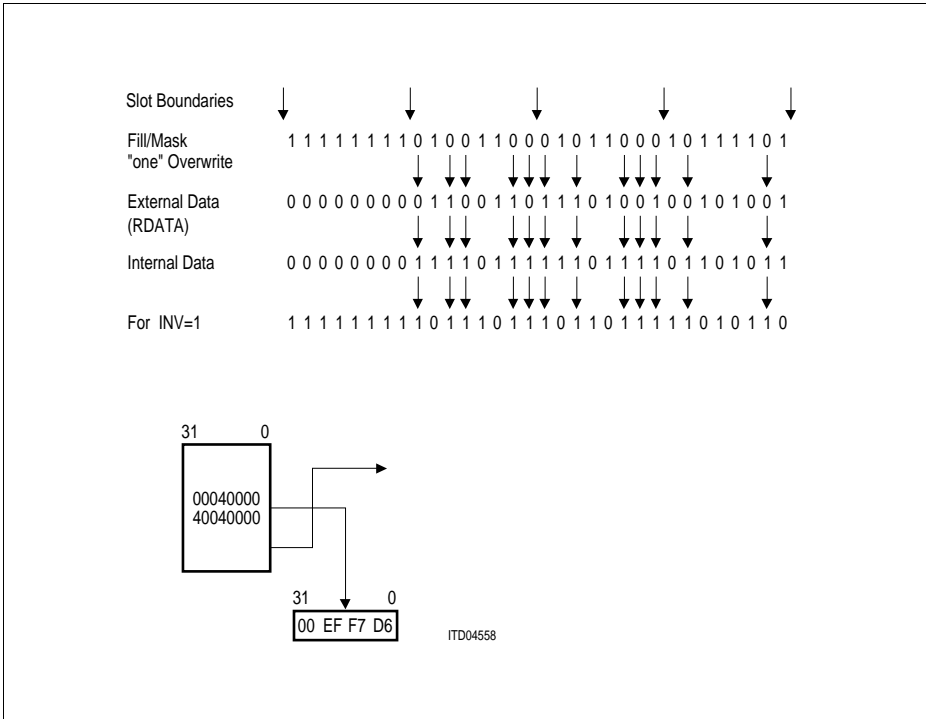 Slot Boundaries
Fill/Mask 1 1 1 1 1 1 1 1 0 1 0 0 1 1 0 0 0 1 0 1 1 0 0 0 1 0 1 1 1 1 0 1
"one" Overwrite
External Data 0 0 0 0 0 0 0 0 0 1 1 0 0 1 1 0 1 1 1 0 1 0 0 1 0 0 1 0 1 0 0 1
(RDATA)
Internal Data 0 0 0 0 0 0 0 0 1 1 1 1 0 1 1 1 1 1 1 0 1 1 1 1 0 1 1 0 1 0 1 1
For INV=1 1 1 1 1 1 1 1 1 1 0 1 1 1 0 1 1 1 0 1 1 0 1 1 1 1 1 0 1 0 1 1 0
31 0
00040000
40040000
31 0
00 EF F7 D6
ITD04558